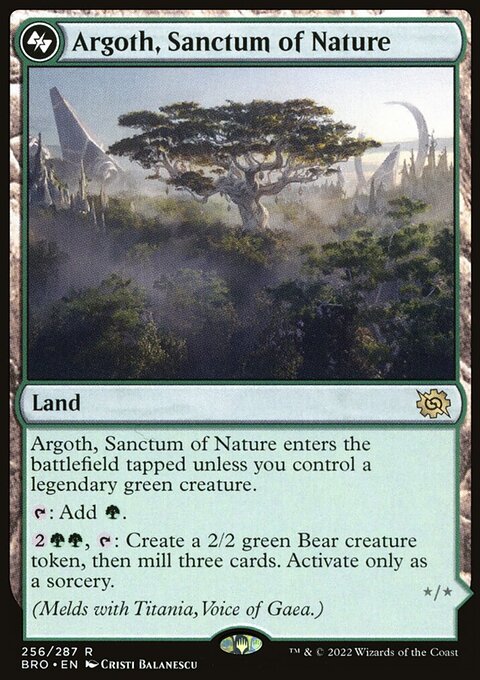 Argoth, Sanctum of Nature
Land
Argoth, Sanctum of Nature enters the
battlefield tapped unless you control a
legendary green creature.
: Add .
2, : Create a 2/2 green Bear creature
token, then mill three cards. Activate only as
a sorcery.
*/*
(Melds with Titania, Voice of Gaea.)
256/287 R
BRO • EN Cristi Balanescu
™ & © 2022 Wizards of the Coast